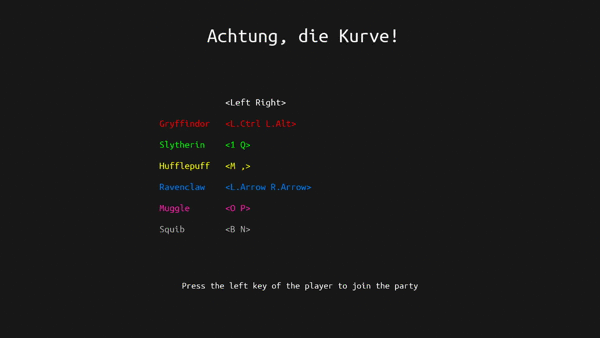 Achtung, die Kurve!
<Left Right>
Gryffindor <L.Ctrl L.Alt>
Slytherin <1 Q>
Hufflepuff <M ,>
Ravenclaw <L.Arrow R.Arrow>
Muggle <O P>
Squib <B N>
Press the left key of the player to join the party